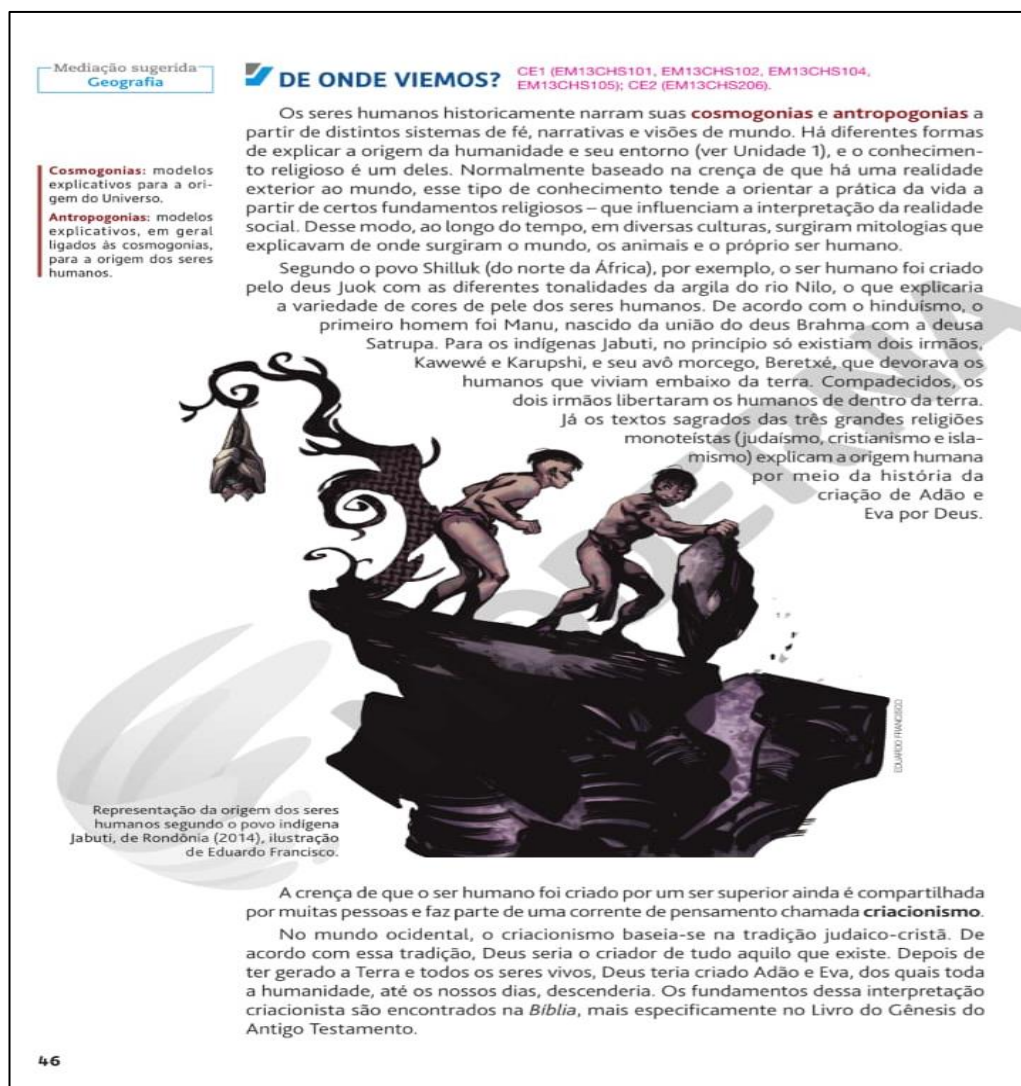 Mediação sugerida
Geografia
DE ONDE VIEMOS?
CE1 (EM13CHS101, EM13CHS102, EM13CHS104,
EM13CHS105); CE2 (EM13CHS206).
Os seres humanos historicamente narram suas cosmogonias e antropogonias a
partir de distintos sistemas de fé, narrativas e visões de mundo. Há diferentes formas
de explicar a origem da humanidade e seu entorno (ver Unidade 1), e o conhecimen-
to religioso é um deles. Normalmente baseado na crença de que há uma realidade
exterior ao mundo, esse tipo de conhecimento tende a orientar a prática da vida a
partir de certos fundamentos religiosos – que influenciam a interpretação da realidade
social. Desse modo, ao longo do tempo, em diversas culturas, surgiram mitologias que
explicavam de onde surgiram o mundo, os animais e o próprio ser humano.
Cosmogonias: modelos
explicativos para a ori-
gem do Universo.
Antropogonias: modelos
explicativos, em geral
ligados às cosmogonias,
para a origem dos seres
humanos.
Segundo o povo Shilluk (do norte da África), por exemplo, o ser humano foi criado
pelo deus Juok com as diferentes tonalidades da argila do rio Nilo, o que explicaria
a variedade de cores de pele dos seres humanos. De acordo com o hinduísmo, o
primeiro homem foi Manu, nascido da união do deus Brahma com a deusa
Satrupa. Para os indígenas Jabuti, no princípio só existiam dois irmãos,
Kawewé e Karupshi, e seu avô morcego, Beretxé, que devorava os
humanos que viviam embaixo da terra. Compadecidos, os
dois irmãos libertaram os humanos de dentro da terra.
Já os textos sagrados das três grandes religiões
monoteístas (judaísmo, cristianismo e isla-
mismo) explicam a origem humana
por meio da história da
criação de Adão e
Eva por Deus.
MODERNA
EDUARDO FRANCISCO
Representação da origem dos seres
humanos segundo o povo indígena
Jabuti, de Rondônia (2014), ilustração
de Eduardo Francisco.
A crença de que o ser humano foi criado por um ser superior ainda é compartilhada
por muitas pessoas e faz parte de uma corrente de pensamento chamada criacionismo.
No mundo ocidental, o criacionismo baseia-se na tradição judaico-cristã. De
acordo com essa tradição, Deus seria o criador de tudo aquilo que existe. Depois de
ter gerado a Terra e todos os seres vivos, Deus teria criado Adão e Eva, dos quais toda
a humanidade, até os nossos dias, descenderia. Os fundamentos dessa interpretação
criacionista são encontrados na Bíblia, mais especificamente no Livro do Gênesis do
Antigo Testamento.
46